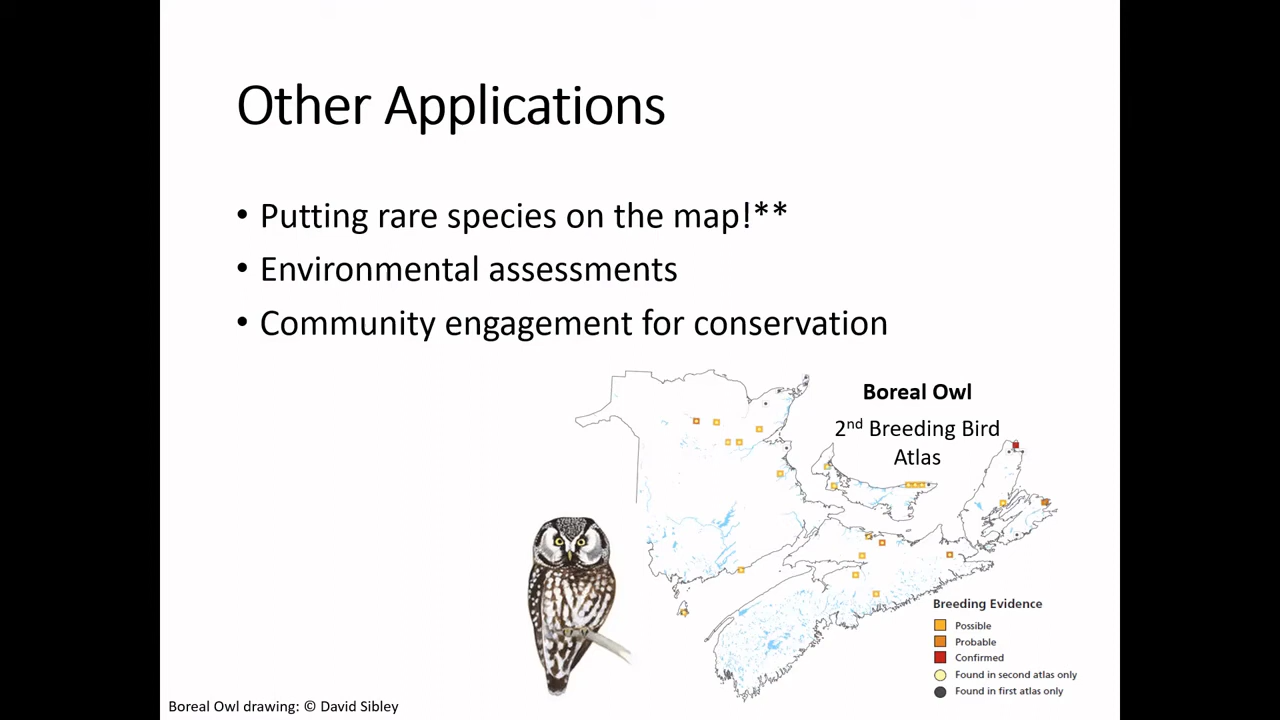 Other Applications
• Putting rare species on the map!**
• Environmental assessments
• Community engagement for conservation
Boreal Owl
2nd Breeding Bird
Atlas
Breeding Evidence
Possible
Probable
Confirmed
Found in second atlas only
Found in first atlas only
Boreal Owl drawing: © David Sibley